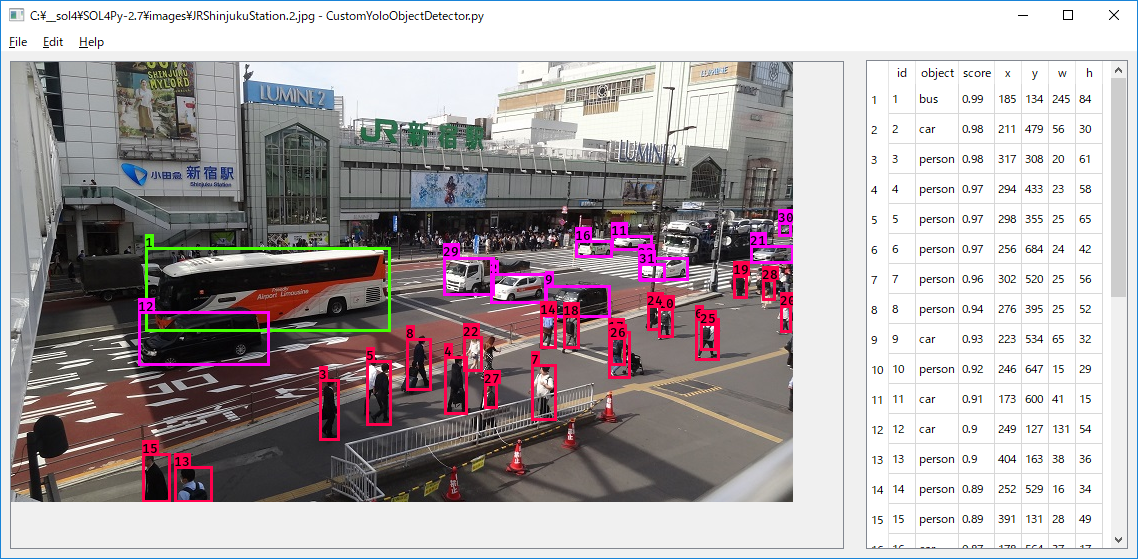 C:¥__sol4¥SOL4Py-2.7¥images¥JRShinjukuStation.2.jpg - CustomYoloObjectDetector.py
File Edit Help
MYLORD
LUMINE 2
JR新宿駅
LUMINE 2
小田急 新宿駅
Shinjuku Station
Friendly
Airport Limousine
1
12
29
9
16
11
31
21
30
19
28
20
24
10
25
14
18
26
22
8
4
5
27
7
3
15
13
id object score x y w h
1 1 bus 0.99 185 134 245 84
2 2 car 0.98 211 479 56 30
3 3 person 0.98 317 308 20 61
4 4 person 0.97 294 433 23 58
5 5 person 0.97 298 355 25 65
6 6 person 0.97 256 684 24 42
7 7 person 0.96 302 520 25 56
8 8 person 0.94 276 395 25 52
9 9 car 0.93 223 534 65 32
10 10 person 0.92 246 647 15 29
11 11 car 0.91 173 600 41 15
12 12 car 0.9 249 127 131 54
13 13 person 0.9 404 163 38 36
14 14 person 0.89 252 529 16 34
15 15 person 0.89 391 131 28 49